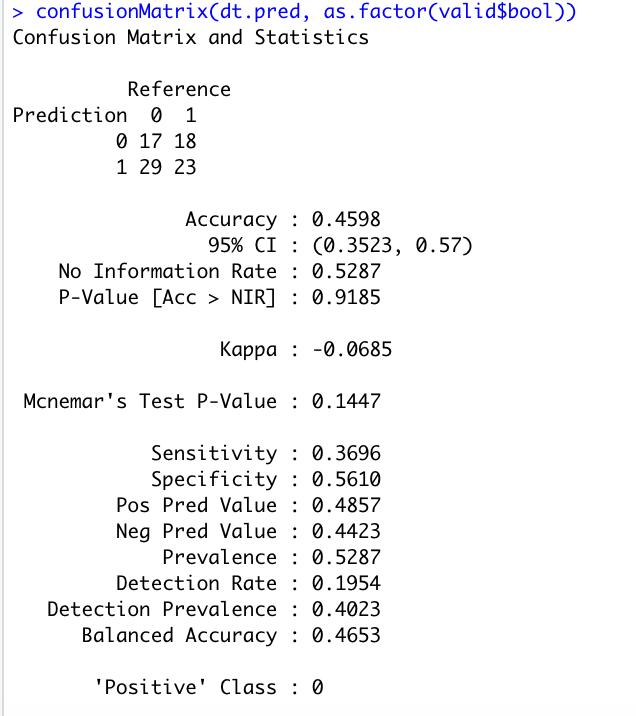 > confusionMatrix(dt.pred, as.factor(valid$bool))
Confusion Matrix and Statistics
Reference
Prediction 0 1
0 17 18
1 29 23
Accuracy : 0.4598
95% CI : (0.3523, 0.57)
No Information Rate : 0.5287
P-Value [Acc > NIR] : 0.9185
Kappa : -0.0685
Mcnemar's Test P-Value : 0.1447
Sensitivity : 0.3696
Specificity : 0.5610
Pos Pred Value : 0.4857
Neg Pred Value : 0.4423
Prevalence : 0.5287
Detection Rate : 0.1954
Detection Prevalence : 0.4023
Balanced Accuracy : 0.4653
'Positive' Class : 0